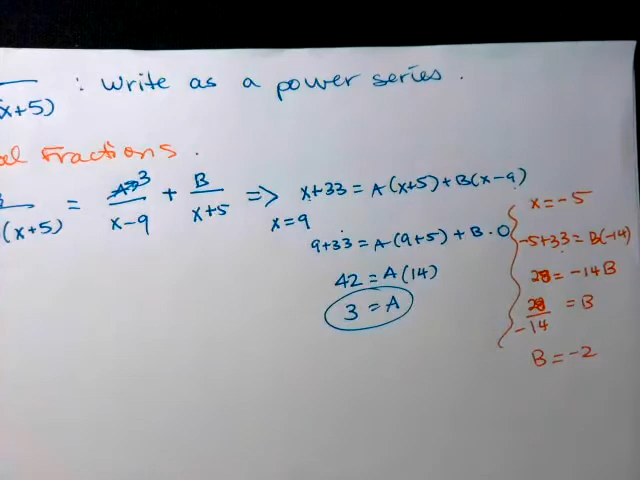 (x+5) : Write as a power series.
Fractions.
(x+5) = 3/(x-9) + B/(x+5) => x+33 = A(x+5) + B(x-9)
x=9
9+33 = A(9+5) + B·0
42 = A(14)
3 = A
x = -5
-5+33 = B(-14)
28 = -14B
28/-14 = B
B = -2